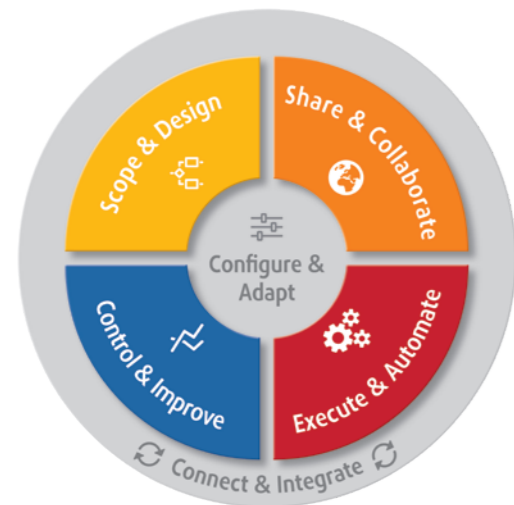 Scope & Design
Share & Collaborate
Configure &
Adapt
Control & Improve
Execute & Automate
Connect & Integrate